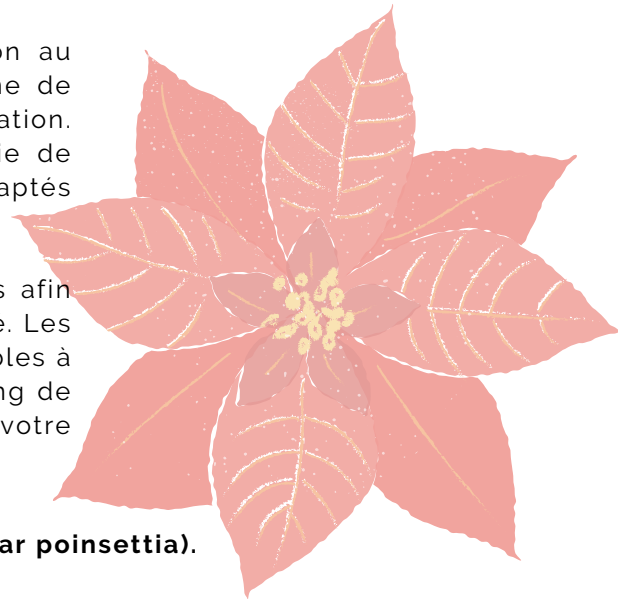 on au
ne de
ation.
ie de
aptés
s afin
e. Les
bles à
ng de
votre
ar poinsettia).